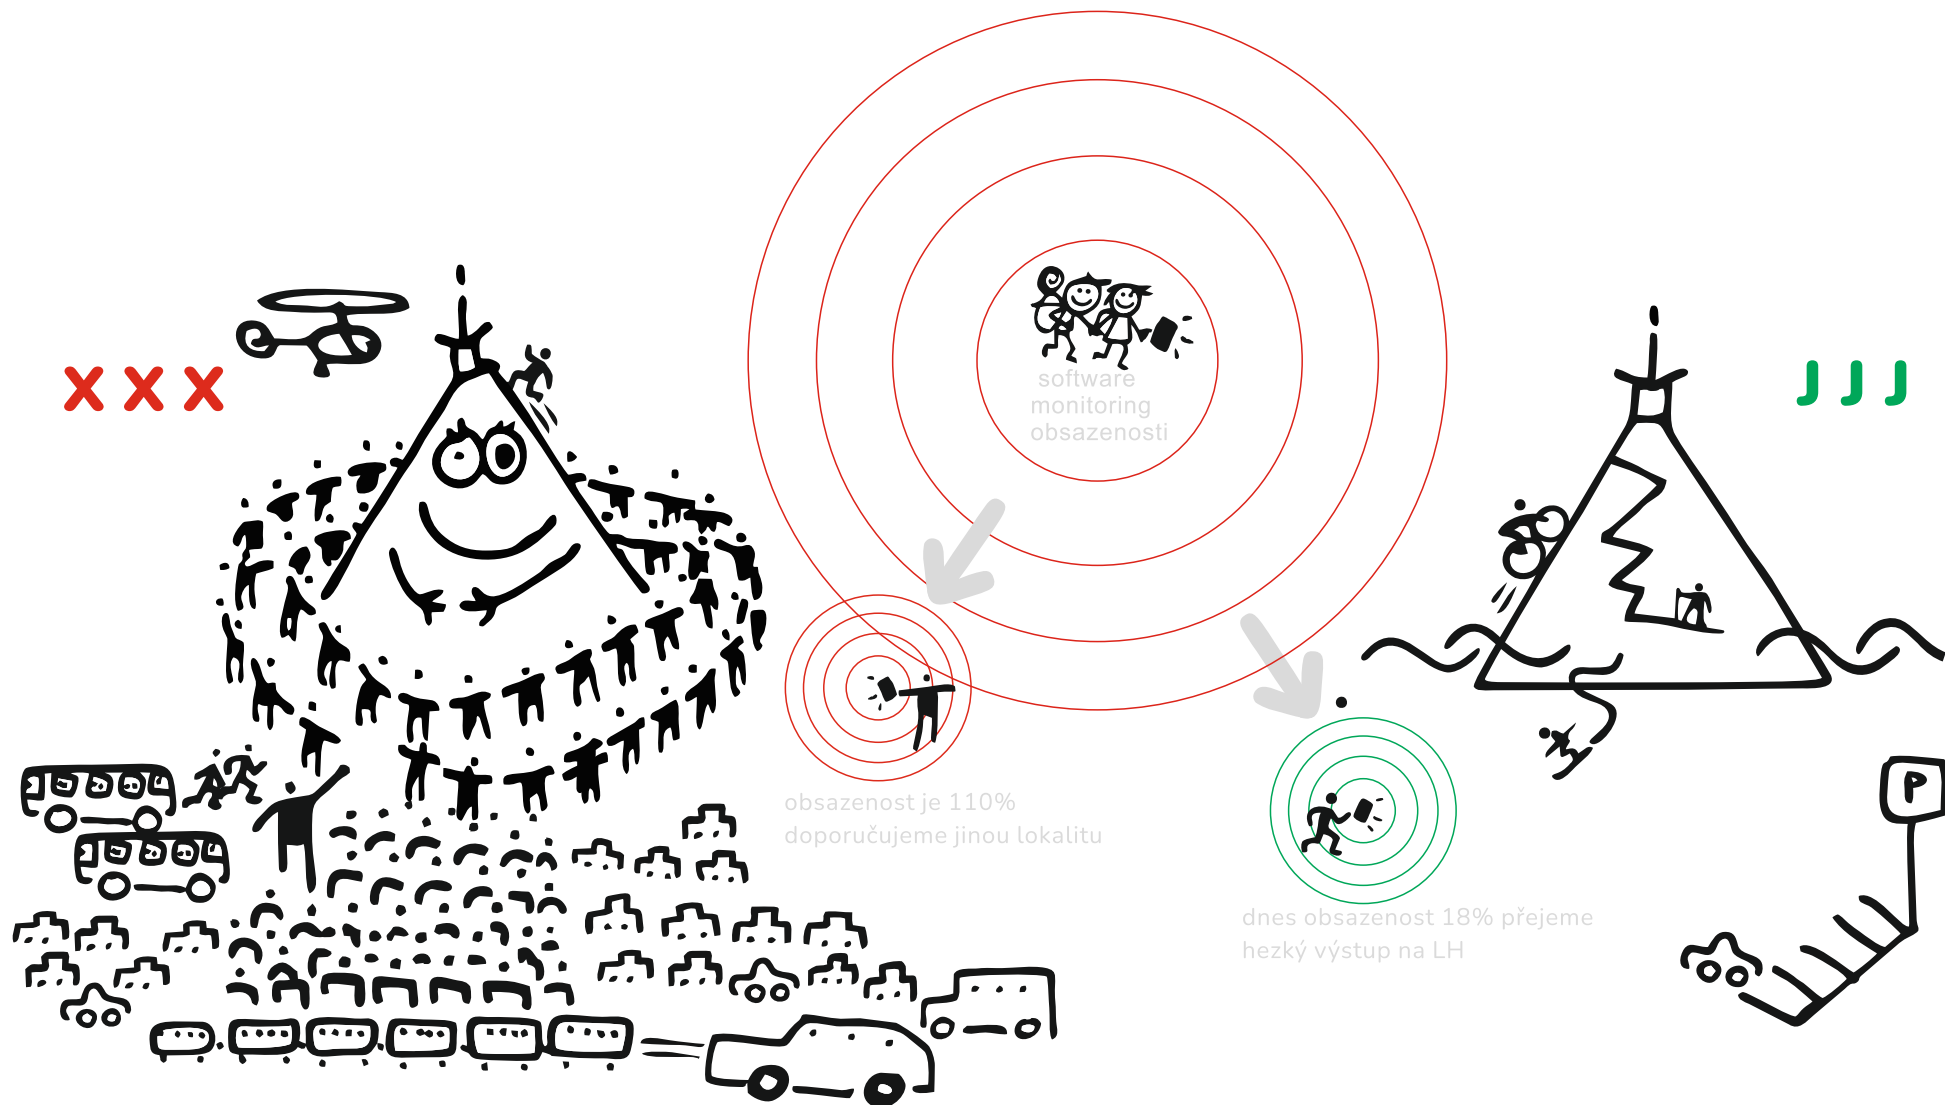 X X X
software
monitoring
obsazenosti
J J J
obsazenost je 110%
doporučujeme jinou lokalitu
P
dnes obsazenost 18% přejeme
hezký výstup na LH